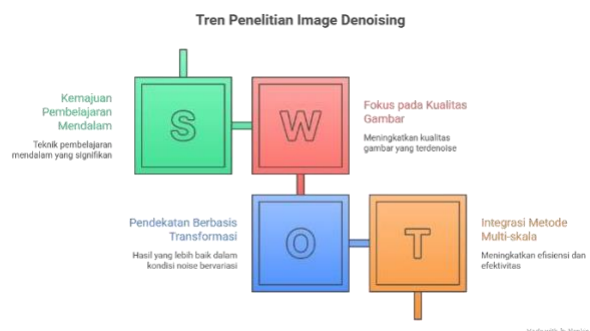 Tren Penelitian Image Denoising
Kemajuan
Pembelajaran
Mendalam
Teknik pembelajaran
mendalam yang signifikan
S
W
Fokus pada Kualitas
Gambar
Meningkatkan kualitas
gambar yang terdenoise
Pendekatan Berbasis
Transformasi
Hasil yang lebih baik dalam
kondisi noise bervariasi
O
T
Integrasi Metode
Multi-skala
Meningkatkan efisiensi dan
efektivitas